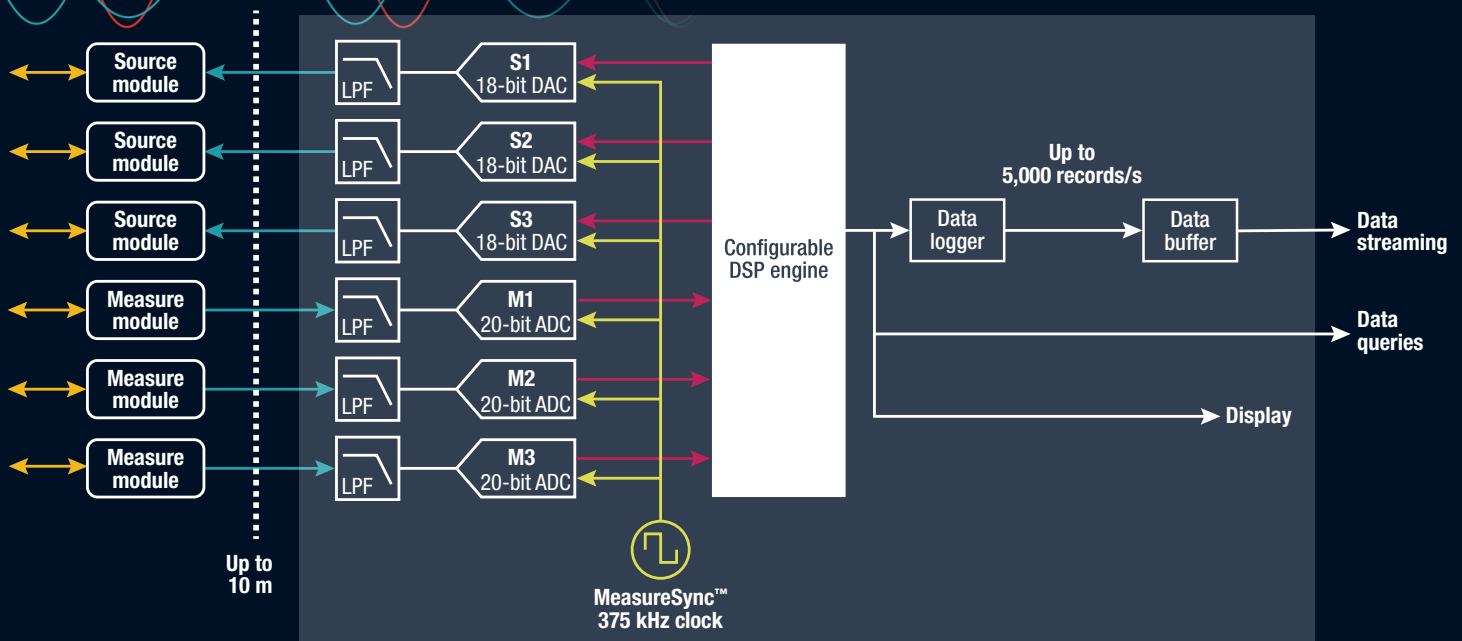 Source
module
LPF
S1
18-bit DAC
Source
module
LPF
S2
18-bit DAC
Source
module
LPF
S3
18-bit DAC
Measure
module
LPF
M1
20-bit ADC
Measure
module
LPF
M2
20-bit ADC
Measure
module
LPF
M3
20-bit ADC
Up to
10 m
MeasureSync™
375 kHz clock
Configurable
DSP engine
Up to
5,000 records/s
Data
logger
Data
buffer
Data
streaming
Data
queries
Display